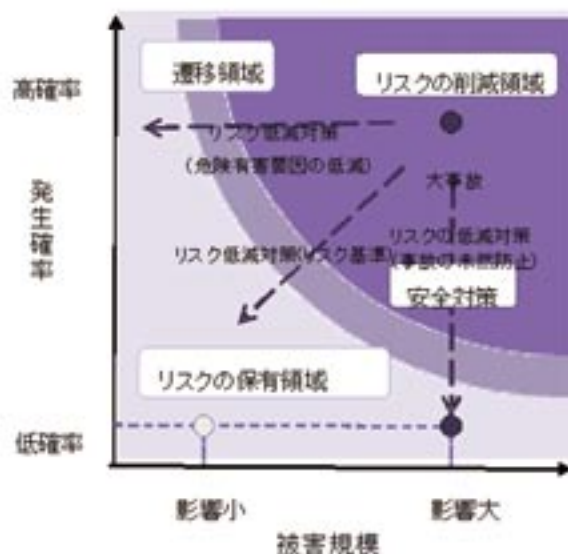 遷移領域
リスクの削減領域
高確率
リスク低減対策
(危険有害要因の低減)
大事故
発生確率
リスクの低減対策
(事故の未然防止)
リスク低減対策(リスク基準)
安全対策
リスクの保有領域
低確率
影響小
影響大
被害規模